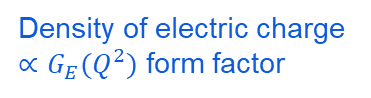 Density of electric charge
∝ G_E(Q²) form factor